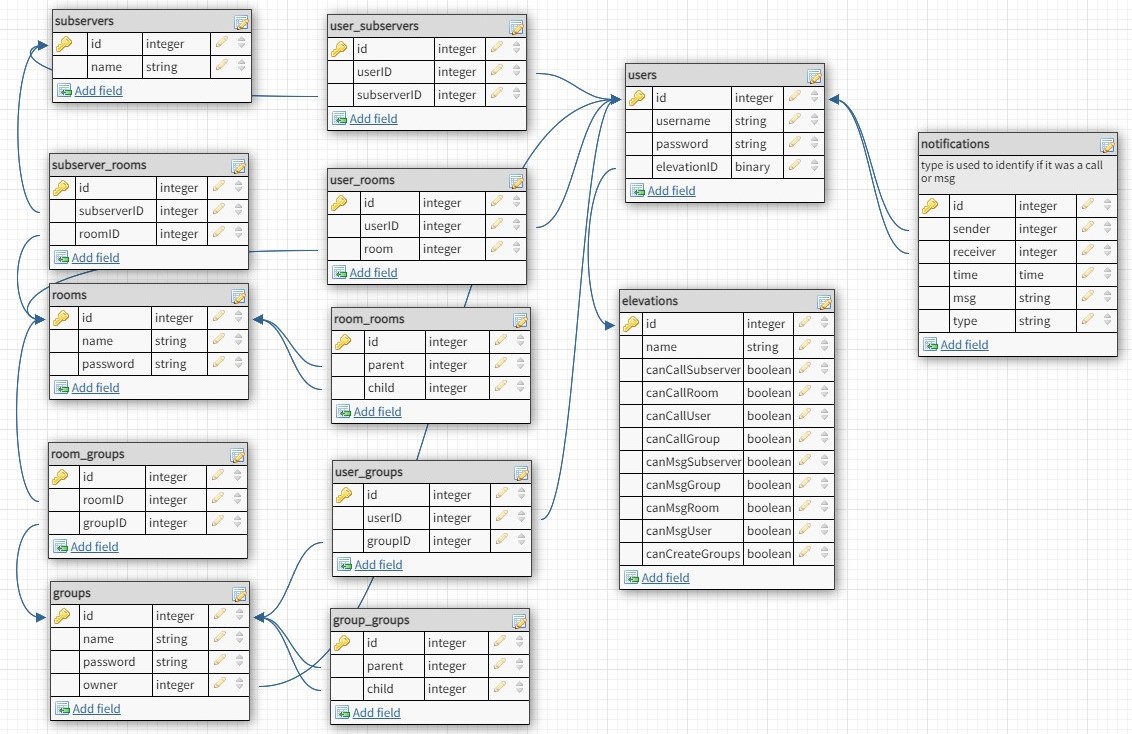 subservers
id integer
name string
Add field
user_subservers
id integer
userID integer
subserverID integer
Add field
users
id integer
username string
password string
elevationID binary
Add field
notifications
type is used to identify if it was a call
or msg
id integer
sender integer
receiver integer
time time
msg string
type string
Add field
subserver_rooms
id integer
subserverID integer
roomID integer
Add field
user_rooms
id integer
userID integer
room integer
Add field
rooms
id integer
name string
password string
Add field
room_rooms
id integer
parent integer
child integer
Add field
elevations
id integer
name string
canCallSubserver boolean
canCallRoom boolean
canCallUser boolean
canCallGroup boolean
canMsgSubserver boolean
canMsgGroup boolean
canMsgRoom boolean
canMsgUser boolean
canCreateGroups boolean
Add field
room_groups
id integer
roomID integer
groupID integer
Add field
user_groups
id integer
userID integer
groupID integer
Add field
groups
id integer
name string
password string
owner integer
Add field
group_groups
id integer
parent integer
child integer
Add field